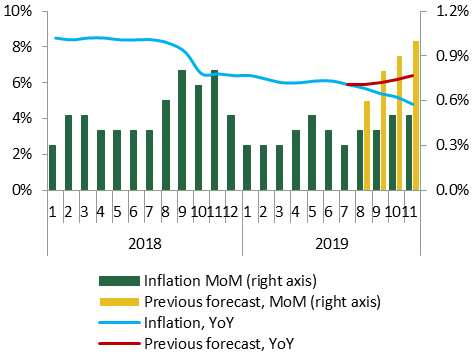 10% 1.2%
8% 0.9%
6%
0.6%
4%
2% 0.3%
0% 0.0%
1 2 3 4 5 6 7 8 9 10 11 12 1 2 3 4 5 6 7 8 9 10 11
2018 2019
Inflation MoM (right axis)
Previous forecast, MoM (right axis)
Inflation, YoY
Previous forecast, YoY